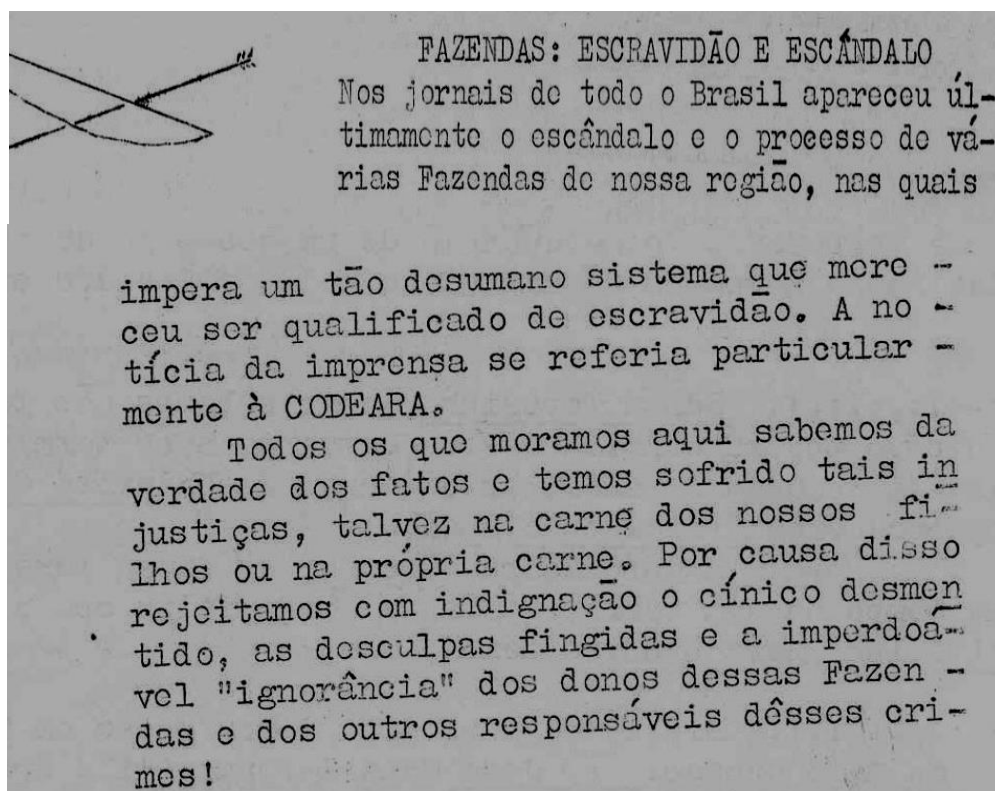 FAZENDAS: ESCRAVIDÃO E ESCÂNDALO
Nos jornais de todo o Brasil apareceu úl-
timamente o escândalo e o processo de vá-
rias Fazendas de nossa região, nas quais
impera um tão desumano sistema que mere -
ceu ser qualificado de escravidão. A no -
tícia da imprensa se referia particular -
mente à CODEARA.
Todos os que moramos aqui sabemos da
verdade dos fatos e temos sofrido tais in
justiças, talvez na carne dos nossos fi-
lhos ou na própria carne. Por causa disso
rejeitamos com indignação o cínico desmen
tido, as desculpas fingidas e a imperdoá-
vel "ignorância" dos donos dessas Fazen -
das e dos outros responsáveis dêsses cri-
mes!